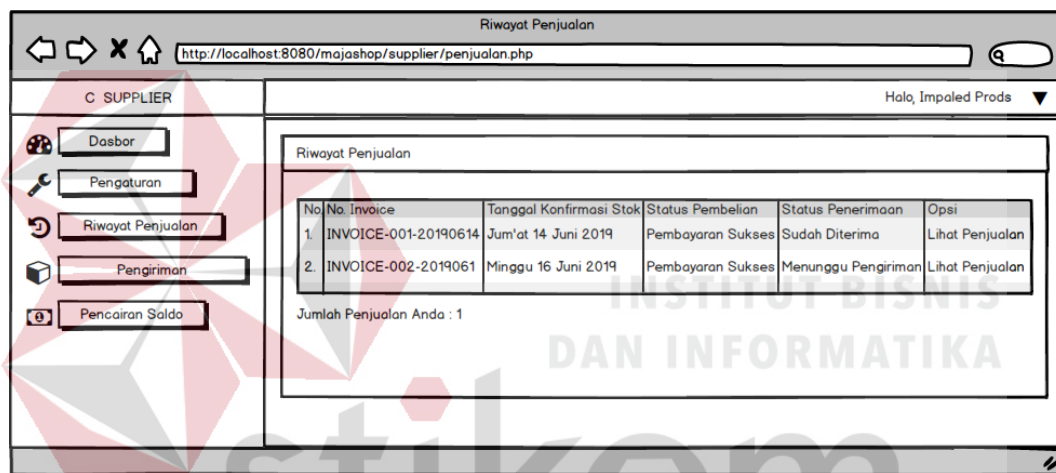 Riwayat Penjualan
http://localhost:8080/majashop/supplier/penjualan.php
C SUPPLIER
Halo, Impaled Prods ▼
Dasbor
Pengaturan
Riwayat Penjualan
Pengiriman
Pencairan Saldo
Riwayat Penjualan
No. No. Invoice Tanggal Konfirmasi Stok Status Pembelian Status Penerimaan Opsi
1. INVOICE-001-20190614 Jum'at 14 Juni 2019 Pembayaran Sukses Sudah Diterima Lihat Penjualan
2. INVOICE-002-2019061 Minggu 16 Juni 2019 Pembayaran Sukses Menunggu Pengiriman Lihat Penjualan
Jumlah Penjualan Anda : 1
INSTITUT BISNIS
DAN INFORMATIKA
stikom